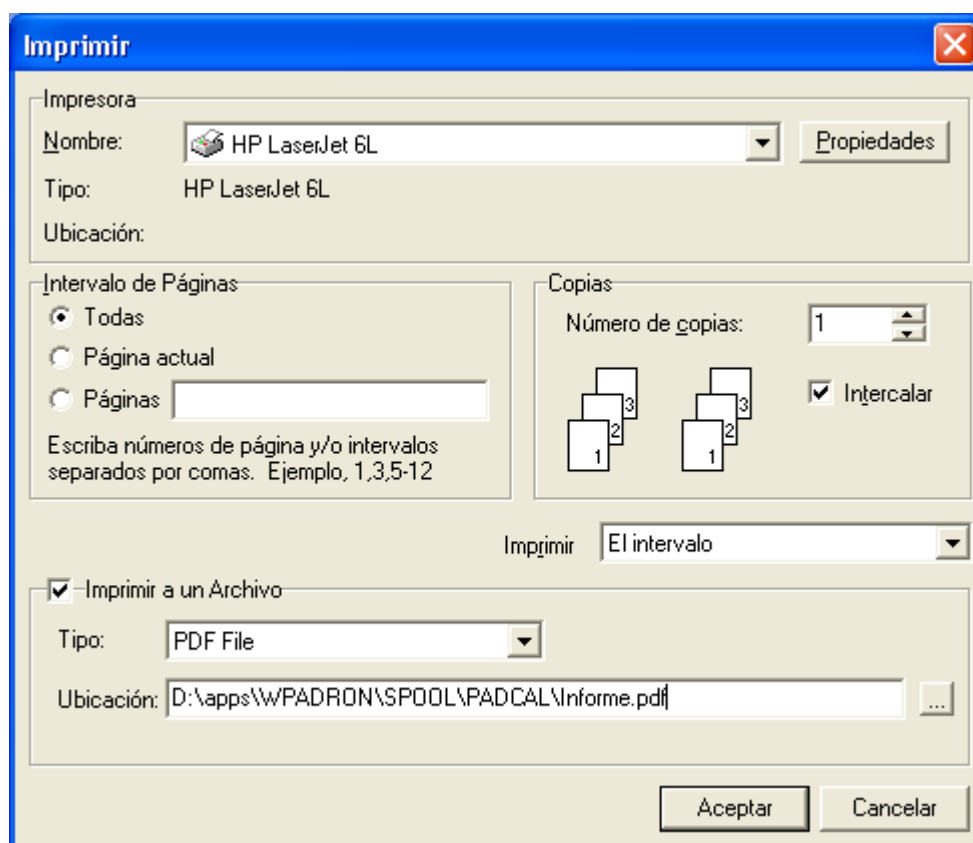 Imprimir
Impresora
Nombre: HP LaserJet 6L Propiedades
Tipo: HP LaserJet 6L
Ubicación:
Intervalo de Páginas
Todas
Página actual
Páginas
Escriba números de página y/o intervalos
separados por comas. Ejemplo, 1,3,5-12
Copias
Número de copias: 1
3 3
2 2
1 1
Intercalar
Imprimir El intervalo
Imprimir a un Archivo
Tipo: PDF File
Ubicación: D:\apps\WPADRON\SPOOL\PADCAL\Informe.pdf ...
Aceptar Cancelar